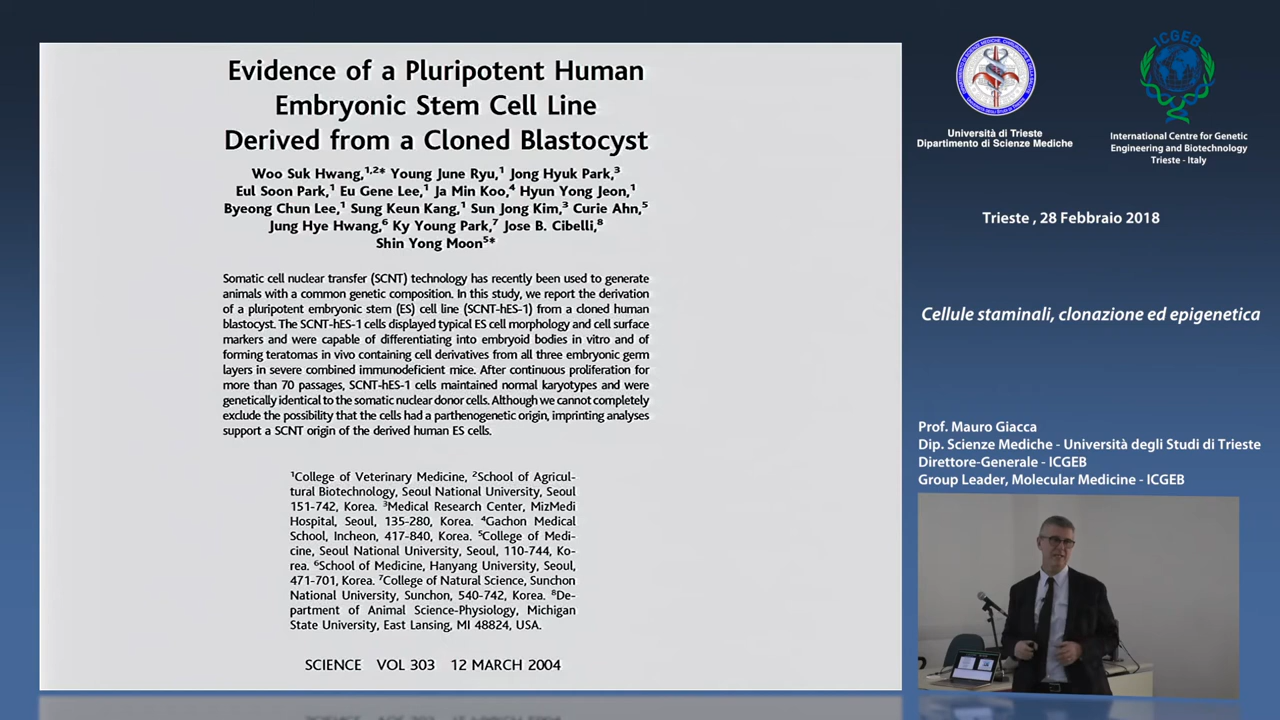 Evidence of a Pluripotent Human
Embryonic Stem Cell Line
Derived from a Cloned Blastocyst
Woo Suk Hwang,1,2* Young June Ryu,1 Jong Hyuk Park,3
Eul Soon Park,1 Eu Gene Lee,1 Ja Min Koo,4 Hyun Yong Jeon,1
Byeong Chun Lee,1 Sung Keun Kang,1 Sun Jong Kim,3 Curie Ahn,5
Jung Hye Hwang,6 Ky Young Park,7 Jose B. Cibelli,8
Shin Yong Moon5*
Somatic cell nuclear transfer (SCNT) technology has recently been used to generate
animals with a common genetic composition. In this study, we report the derivation
of a pluripotent embryonic stem (ES) cell line (SCNT-hES-1) from a cloned human
blastocyst. The SCNT-hES-1 cells displayed typical ES cell morphology and cell surface
markers and were capable of differentiating into embryoid bodies in vitro and of
forming teratomas in vivo containing cell derivatives from all three embryonic germ
layers in severe combined immunodeficient mice. After continuous proliferation for
more than 70 passages, SCNT-hES-1 cells maintained normal karyotypes and were
genetically identical to the somatic nuclear donor cells. Although we cannot completely
exclude the possibility that the cells had a parthenogenetic origin, imprinting analyses
support a SCNT origin of the derived human ES cells.
1College of Veterinary Medicine, 2School of Agricul-
tural Biotechnology, Seoul National University, Seoul
151-742, Korea. 3Medical Research Center, MizMedi
Hospital, Seoul, 135-280, Korea. 4Gachon Medical
School, Incheon, 417-840, Korea. 5College of Medi-
cine, Seoul National University, Seoul, 110-744, Ko-
rea. 6School of Medicine, Hanyang University, Seoul,
471-701, Korea. 7College of Natural Science, Sunchon
National University, Sunchon, 540-742, Korea. 8De-
partment of Animal Science-Physiology, Michigan
State University, East Lansing, MI 48824, USA.
SCIENCE VOL 303 12 MARCH 2004
Università di Trieste
Dipartimento di Scienze Mediche
ICGEB
International Centre for Genetic
Engineering and Biotechnology
Trieste - Italy
Trieste , 28 Febbraio 2018
Cellule staminali, clonazione ed epigenetica
Prof. Mauro Giacca
Dip. Scienze Mediche - Università degli Studi di Trieste
Direttore-Generale - ICGEB
Group Leader, Molecular Medicine - ICGEB